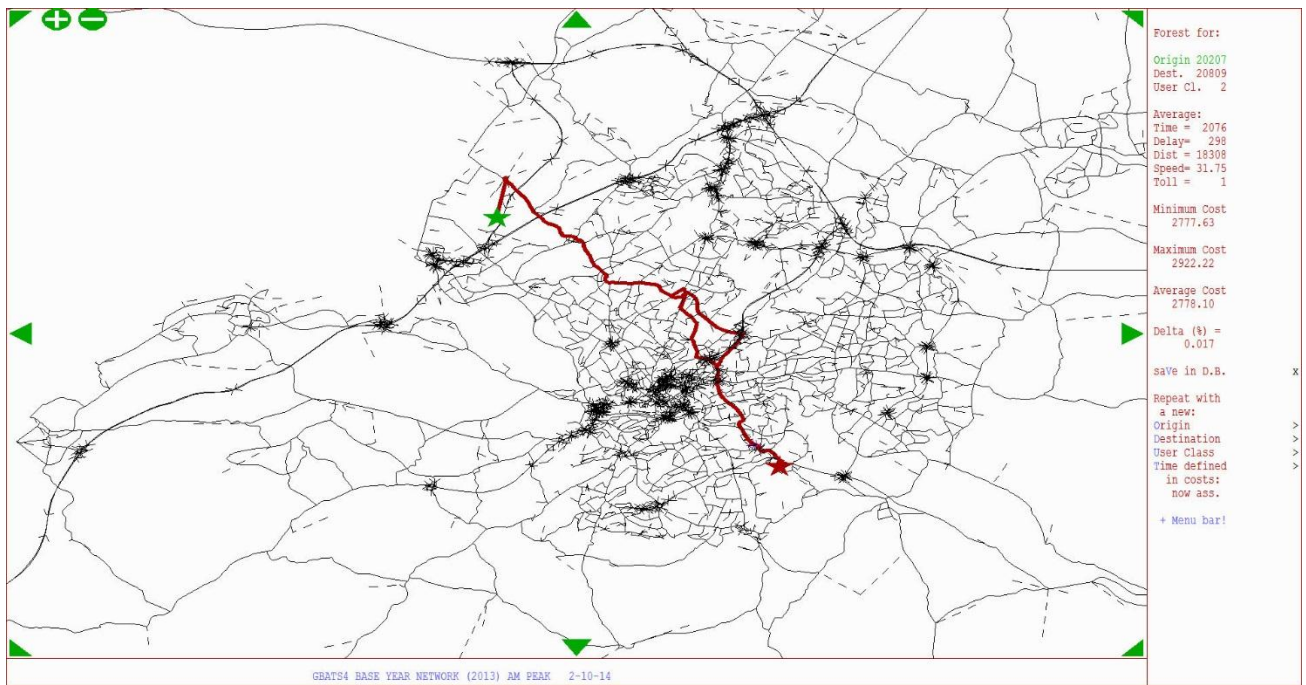 Forest for:
Origin 20207
Dest. 20809
User Cl. 2
Average:
Time = 2076
Delay= 298
Dist = 18308
Speed= 31.75
Toll = 1
Minimum Cost
2777.63
Maximum Cost
2922.22
Average Cost
2778.10
Delta (%) =
0.017
saVe in D.B. x
Repeat with
a new:
Origin >
Destination >
User Class >
Time defined >
in costs:
now ass.
+ Menu bar!
GBATS4 BASE YEAR NETWORK (2013) AM PEAK 2-10-14